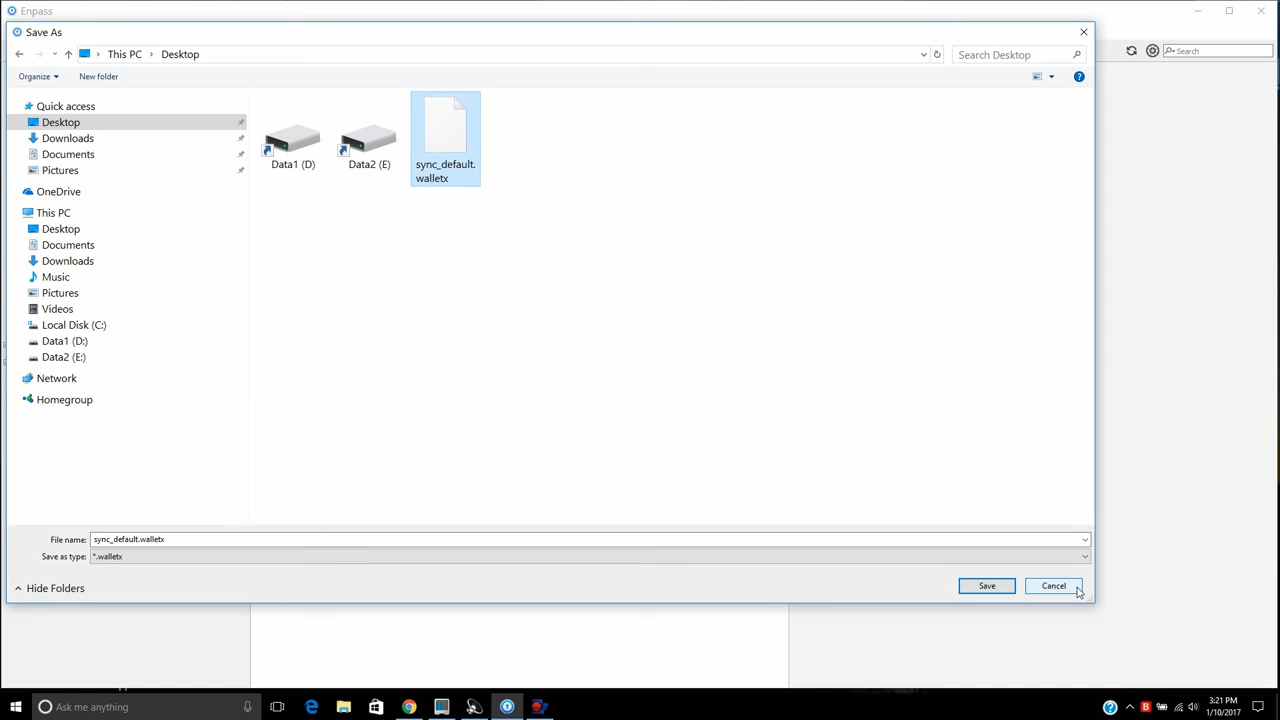 Enpass
Save As
This PC
Desktop
Search Desktop
Search
Organize
New folder
Quick access
Desktop
Downloads
Documents
Pictures
OneDrive
This PC
Desktop
Documents
Downloads
Music
Pictures
Videos
Local Disk (C:)
Data1 (D:)
Data2 (E:)
Network
Homegroup
Data1 (D)
Data2 (E)
sync_default.
walletx
File name: sync_default.walletx
Save as type: *.walletx
Hide Folders
Save
Cancel
Ask me anything
3:21 PM
1/10/2017